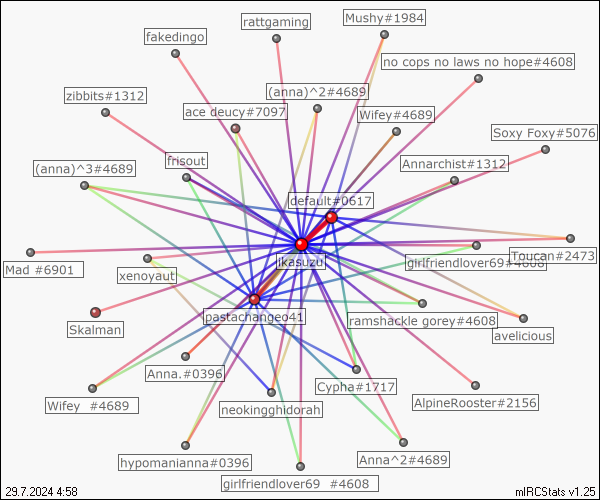 rattgaming
Mushy#1984
fakedingo
no cops no laws no hope#4608
zibbits#1312
(anna)^2#4689
ace deucy#7097
Wifey#4689
Soxy Foxy#5076
(anna)^3#4689
frisout
Annarchist#1312
default#0617
Mad #6901
xenoyaut
ikasuzu
girlfriendlover69#4608
Toucan#2473
Skalman
pastachangeo41
ramshackle gorey#4608
avelicious
Anna.#0396
Cypha#1717
Wifey  #4689
neokingghidorah
AlpineRooster#2156
hypomanianna#0396
Anna^2#4689
girlfriendlover69  #4608
29.7.2024 4:58
mIRCStats v1.25